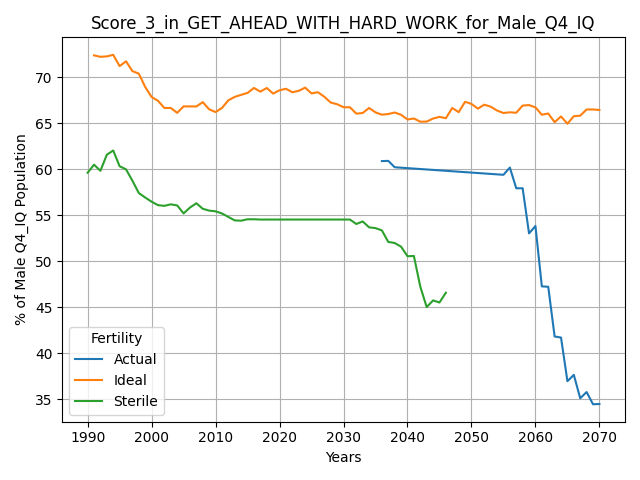 Score_3_in_GET_AHEAD_WITH_HARD_WORK_for_Male_Q4_IQ
% of Male Q4_IQ Population
70
65
60
55
50
45
40
35
Fertility
Actual
Ideal
Sterile
1990 2000 2010 2020 2030 2040 2050 2060 2070
Years